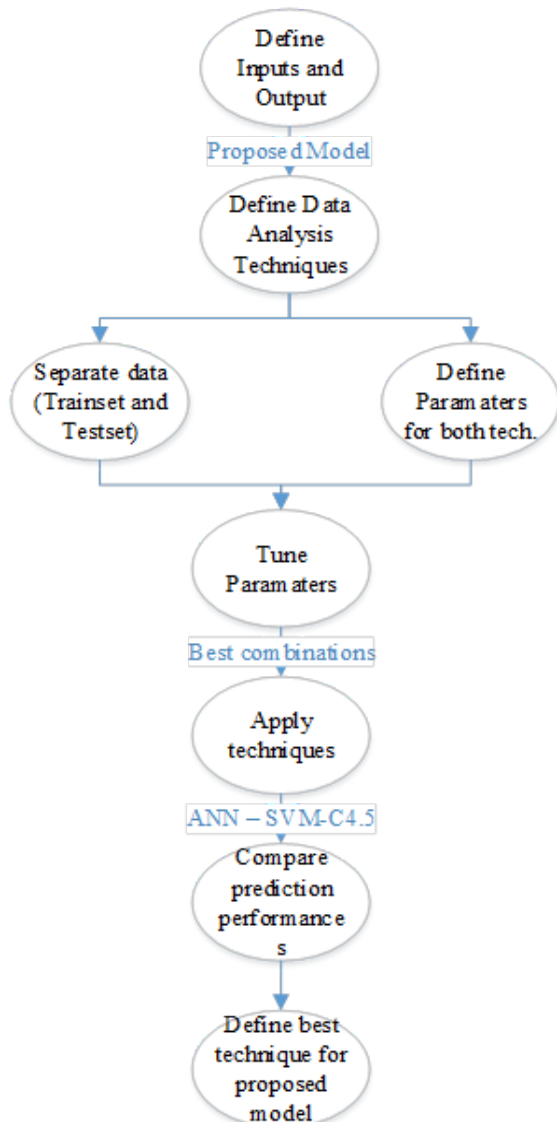 Define
Inputs and
Output
Proposed Model
Define Data
Analysis
Techniques
Separate data
(Trainset and
Testset)
Define
Paramaters
for both tech.
Tune
Paramaters
Best combinations
Apply
techniques
ANN – SVM-C4.5
Compare
prediction
performance
s
Define best
technique for
proposed
model